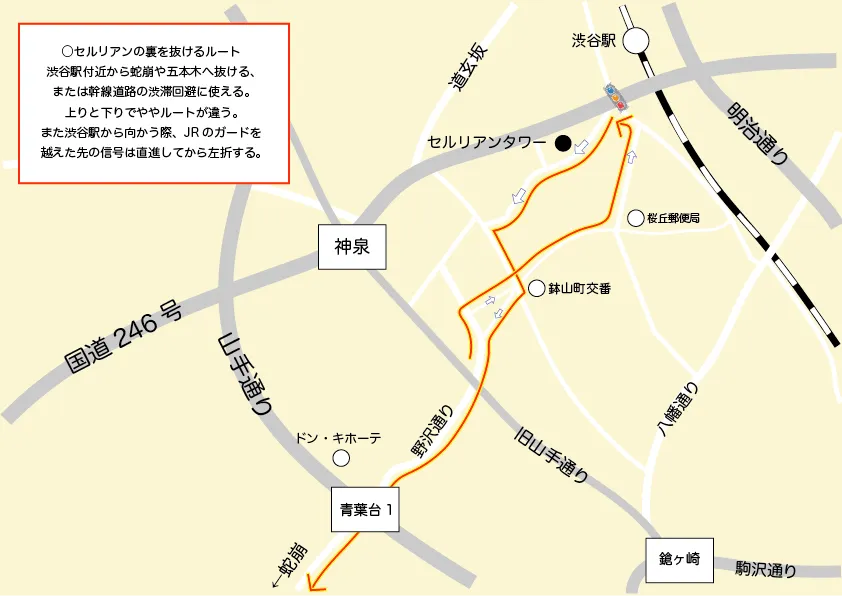 ○セルリアンの裏を抜けるルート
渋谷駅付近から蛇崩や五本木へ抜ける、
または幹線道路の渋滞回避に使える。
上りと下りでややルートが違う。
また渋谷駅から向かう際、JRのガードを
越えた先の信号は直進してから左折する。
渋谷駅
道玄坂
明治通り
セルリアンタワー
桜丘郵便局
神泉
鉢山町交番
国道246号
山手通り
八幡通り
野沢通り
旧山手通り
ドン・キホーテ
青葉台1
←蛇崩
鎗ヶ崎
駒沢通り